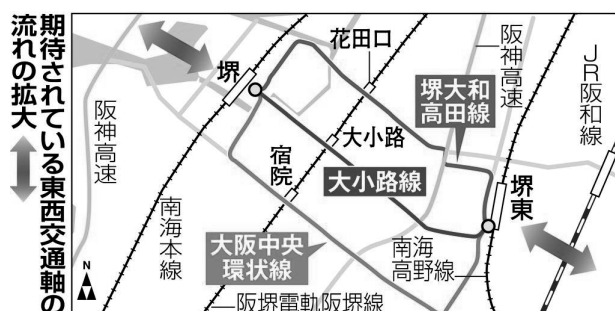 期待されている東西交通軸の
流れの拡大
阪神高速
堺
花田口
阪神高速
JR阪和線
堺大和
高田線
大小路
宿院
大小路線
堺東
南海本線
大阪中央
環状線
南海
高野線
阪堺電軌阪堺線
N